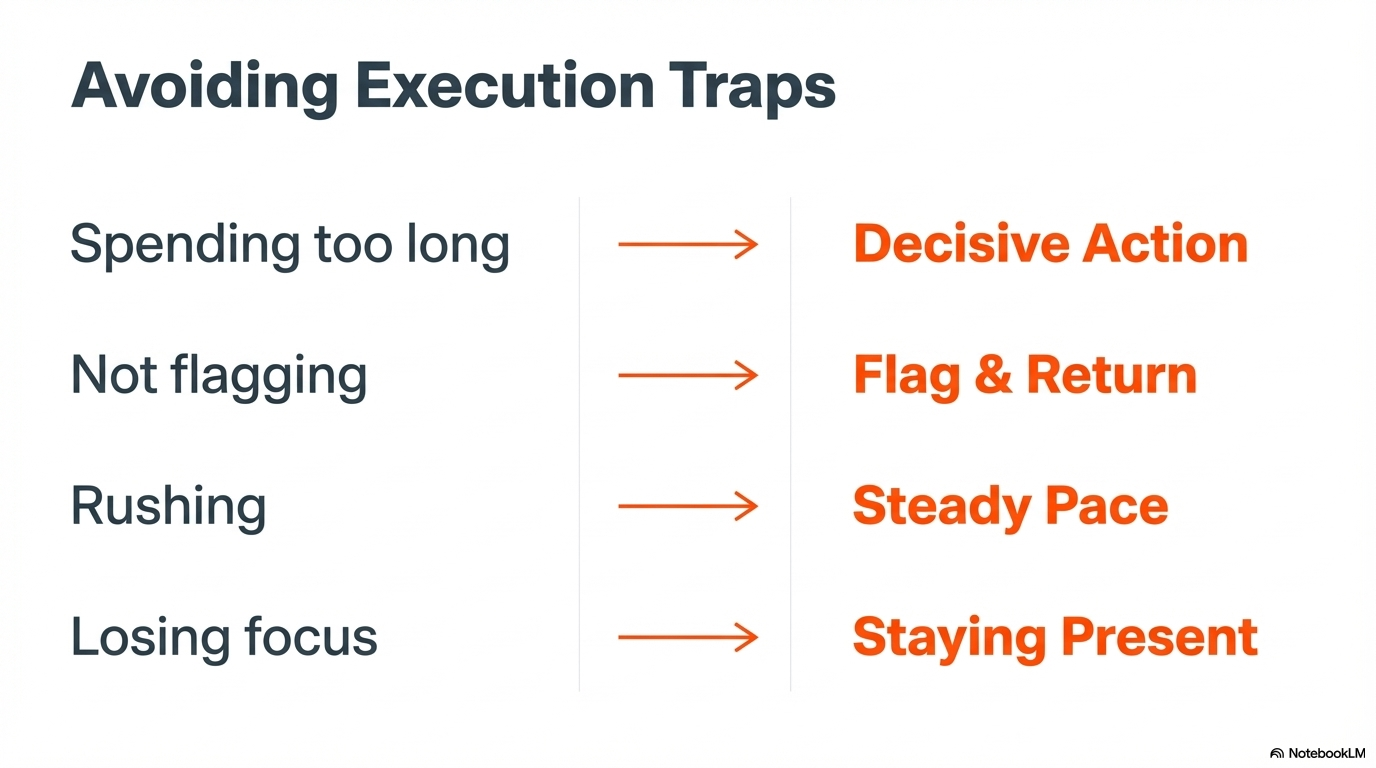 Avoiding Execution Traps
Spending too long → Decisive Action
Not flagging → Flag & Return
Rushing → Steady Pace
Losing focus → Staying Present
NotebookLM